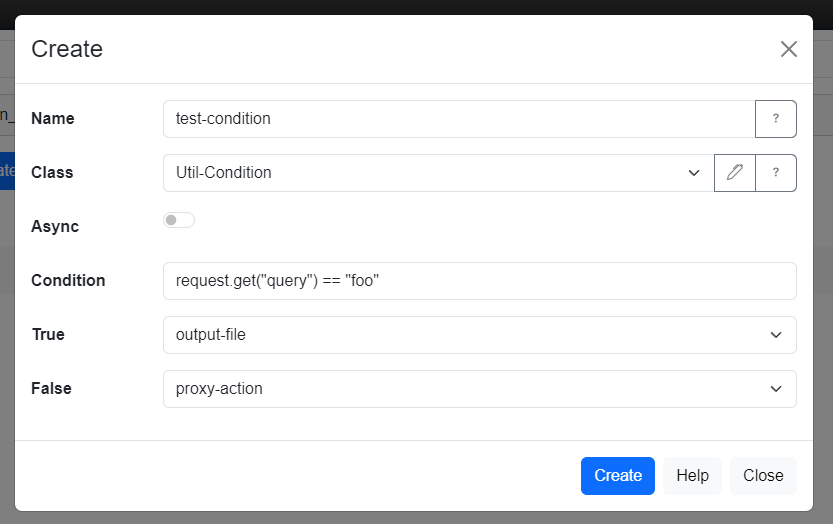 Create
n_
Name test-condition ?
ate
Class Util-Condition ?
Async
Condition request.get("query") == "foo"
True output-file
False proxy-action
Create Help Close